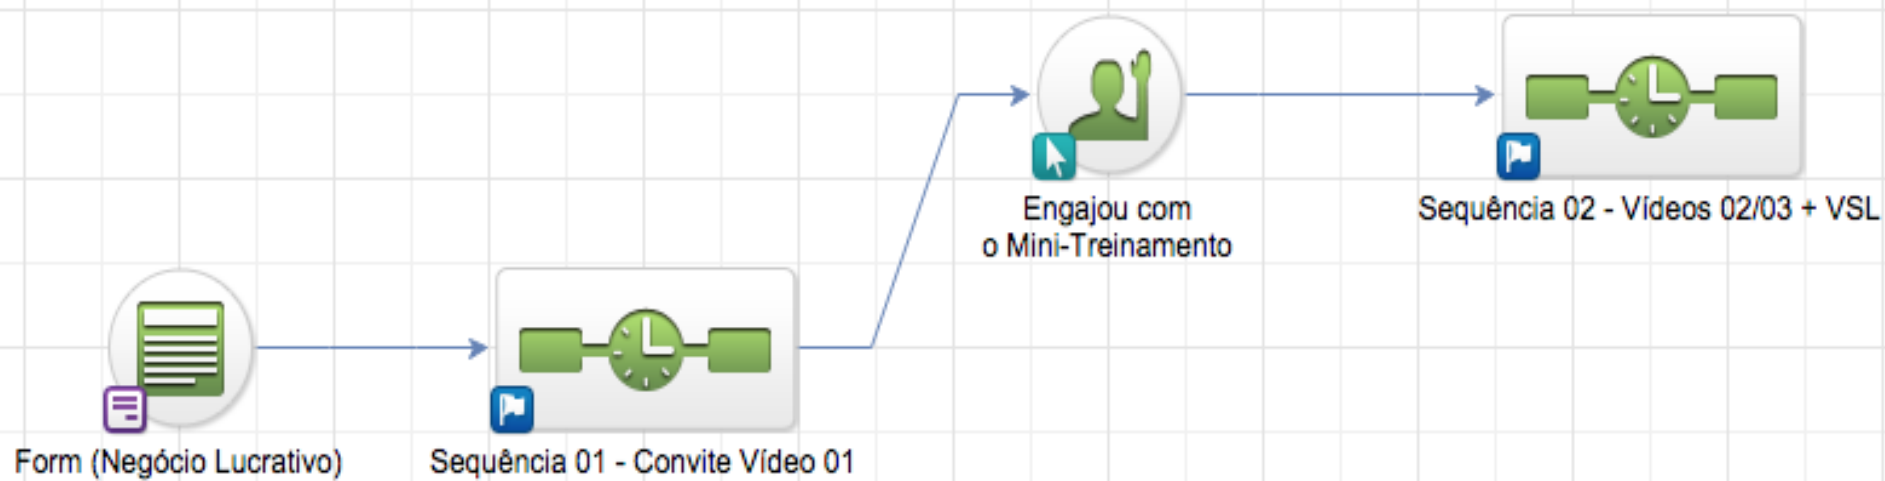 Engajou com
o Mini-Treinamento
Sequência 02 - Vídeos 02/03 + VSL
Form (Negócio Lucrativo)
Sequência 01 - Convite Vídeo 01